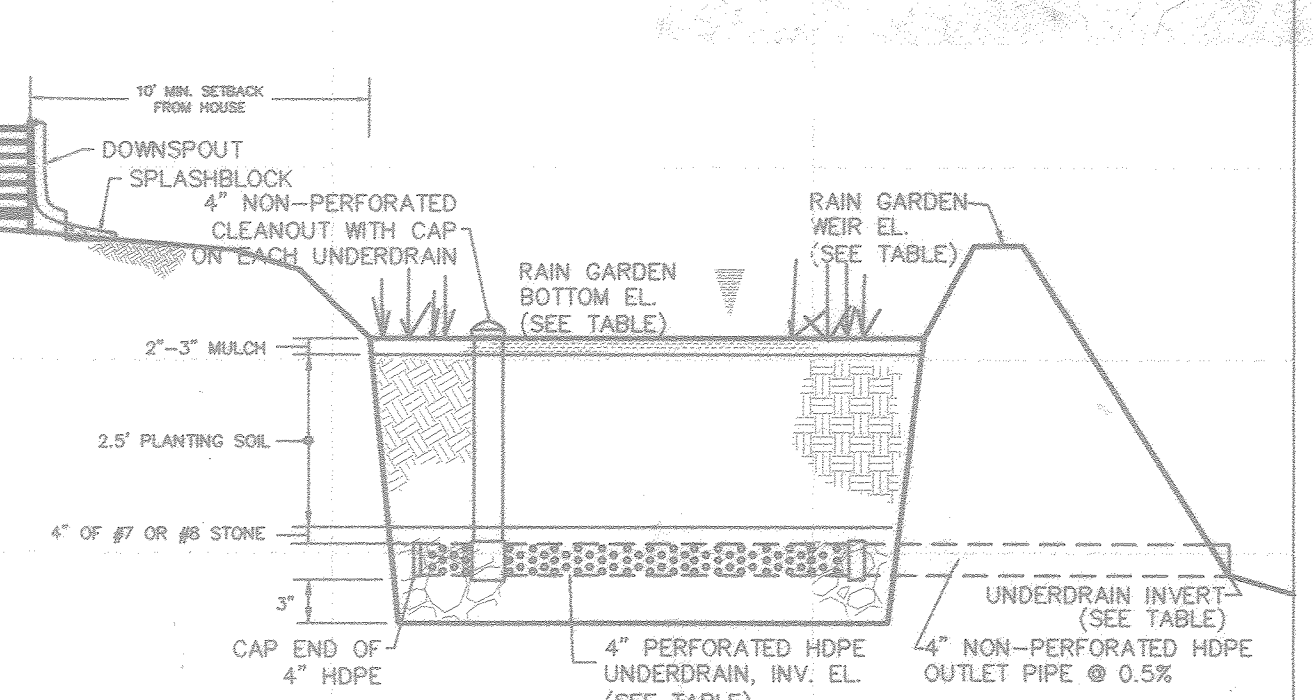 10' MIN. SETBACK
FROM HOUSE
DOWNSPOUT
SPLASHBLOCK
4" NON-PERFORATED
CLEANOUT WITH CAP
ON EACH UNDERDRAIN
RAIN GARDEN
BOTTOM EL.
(SEE TABLE)
RAIN GARDEN
WEIR EL.
(SEE TABLE)
2"-3" MULCH
2.5' PLANTING SOIL
4" OF #7 OR #8 STONE
3"
CAP END OF
4" HDPE
4" PERFORATED HDPE
UNDERDRAIN, INV. EL.
(SEE TABLE)
UNDERDRAIN INVERT
(SEE TABLE)
4" NON-PERFORATED HDPE
OUTLET PIPE @ 0.5%